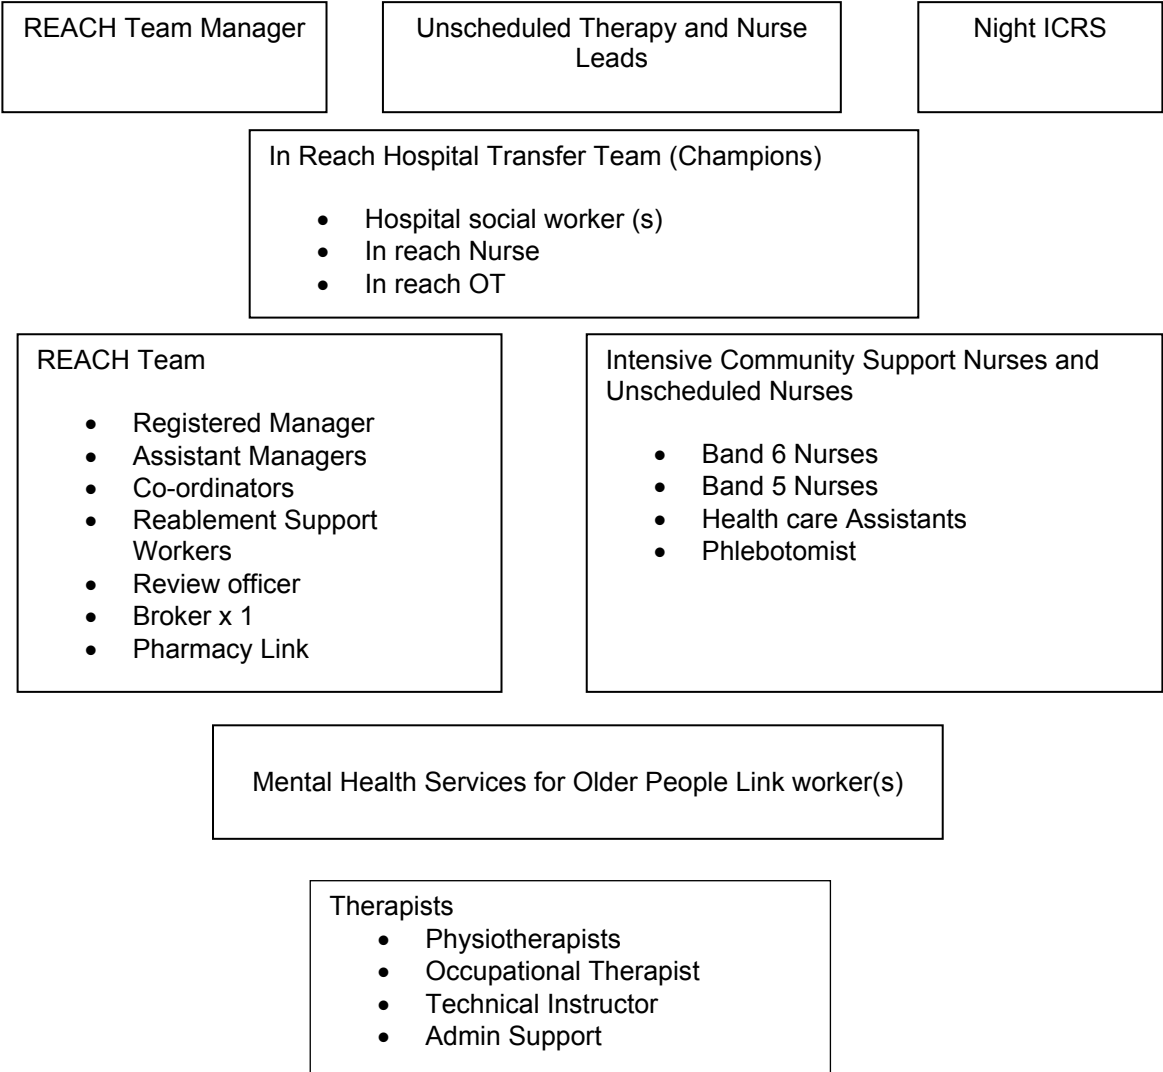 REACH Team Manager
Unscheduled Therapy and Nurse
Leads
Night ICRS
In Reach Hospital Transfer Team (Champions)
• Hospital social worker (s)
• In reach Nurse
• In reach OT
REACH Team
• Registered Manager
• Assistant Managers
• Co-ordinators
• Reablement Support
Workers
• Review officer
• Broker x 1
• Pharmacy Link
Intensive Community Support Nurses and
Unscheduled Nurses
• Band 6 Nurses
• Band 5 Nurses
• Health care Assistants
• Phlebotomist
Mental Health Services for Older People Link worker(s)
Therapists
• Physiotherapists
• Occupational Therapist
• Technical Instructor
• Admin Support